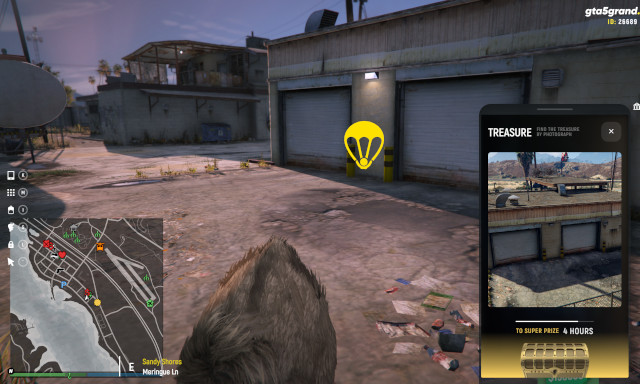 gta5grand.
ID: 26689
TREASURE
FIND THE TREASURE
BY PHOTOGRAPH
TO SUPER PRIZE 4 HOURS
E
Sandy Shores
Meringue Ln